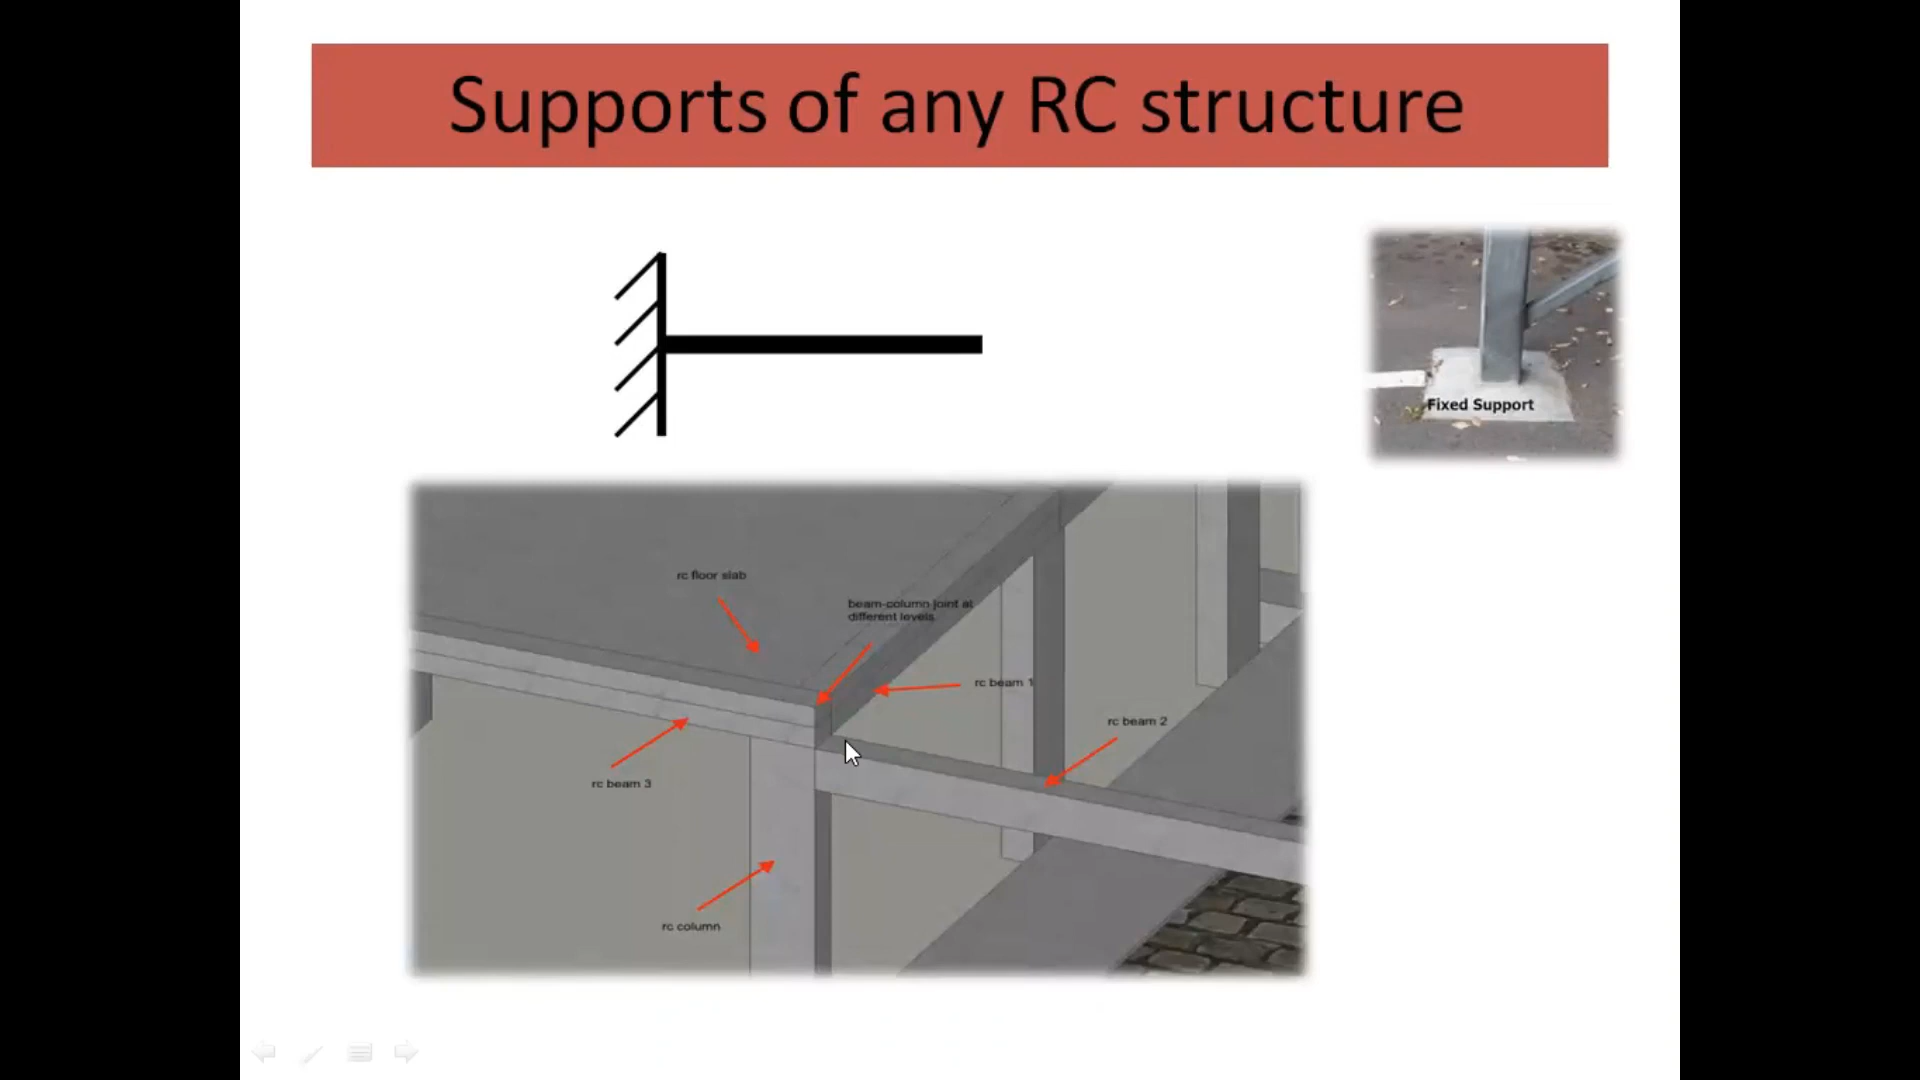 Supports of any RC structure
Fixed Support
rc floor slab
beam-column joint at
different levels
rc beam 1
rc beam 2
rc beam 3
rc column